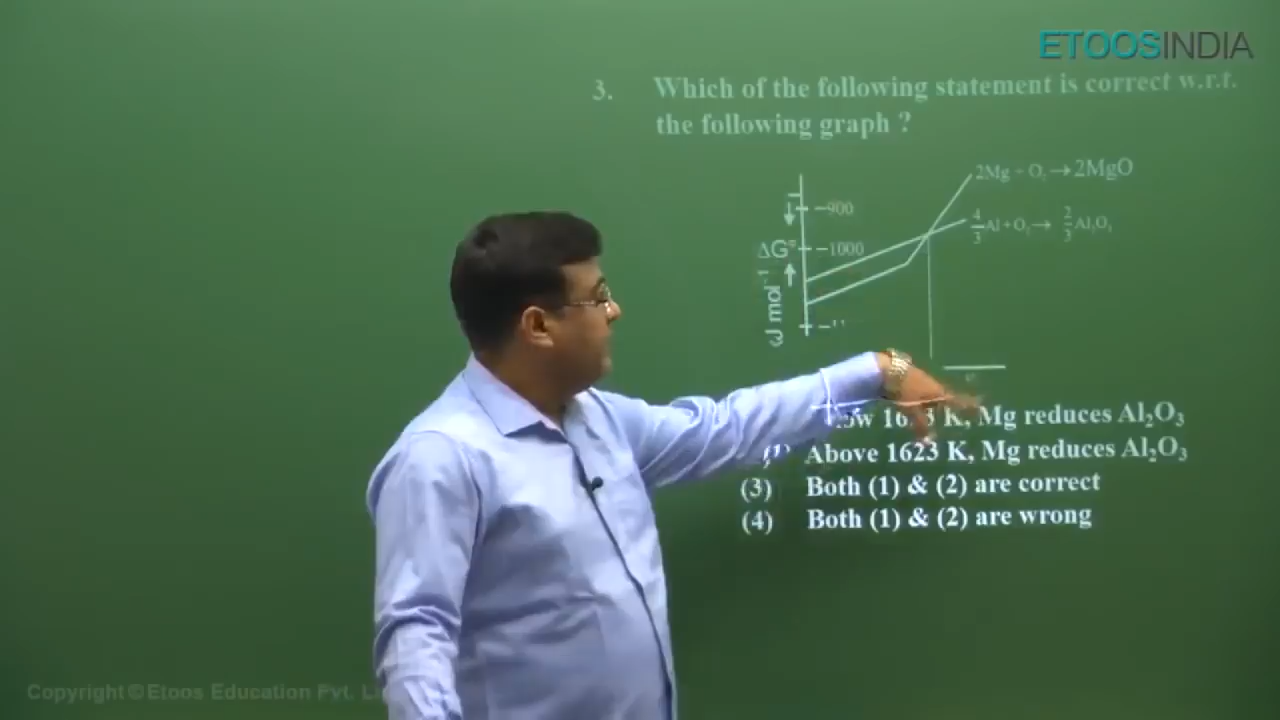 ETOOSINDIA
3. Which of the following statement is correct w.r.t.
the following graph ?
2Mg + O₂ → 2MgO
-900
4/3 Al + O₂ → 2/3 Al₂O₃
ΔG°
-1000
kJ mol⁻¹
K, Mg reduces Al₂O₃
Above 1623 K, Mg reduces Al₂O₃
(3) Both (1) & (2) are correct
(4) Both (1) & (2) are wrong
Copyright © Etoos Education Pvt.